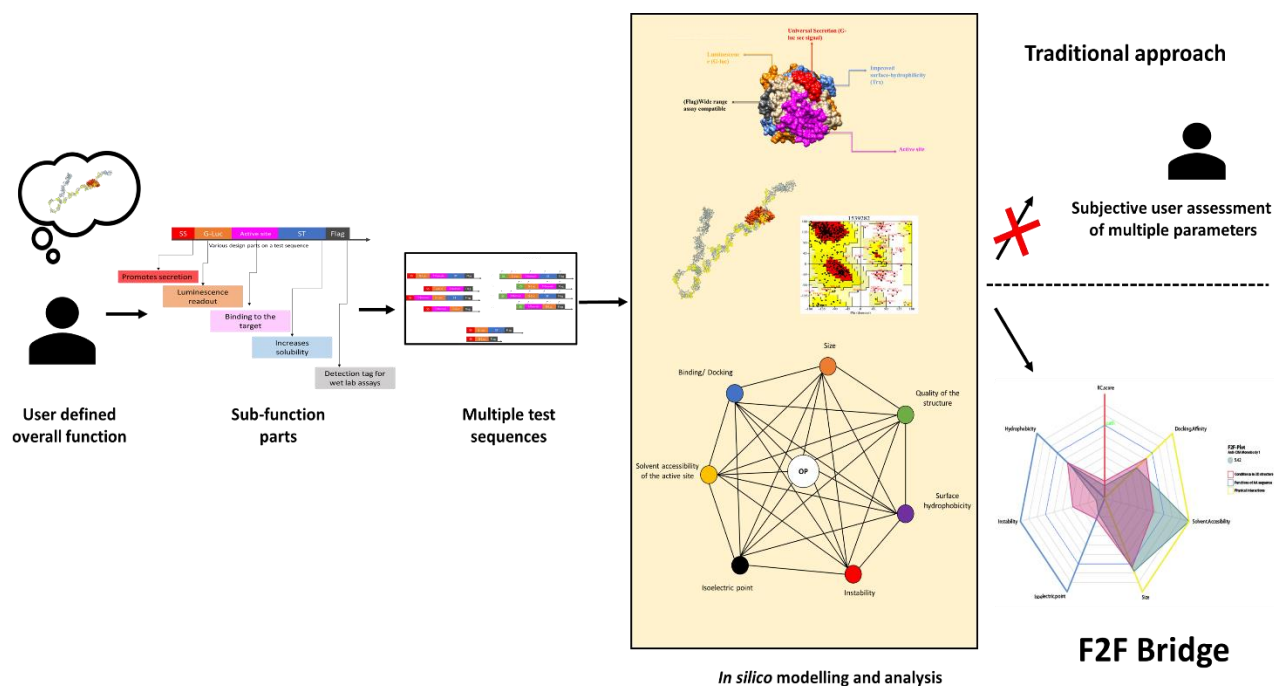 SS
G-Luc
Active site
ST
Flag
Various design parts on a test sequence
Promotes secretion
Luminescence
readout
Binding to the
target
Increases
solubility
Detection tag for
wet lab assays
User defined
overall function
Sub-function
parts
Multiple test
sequences
Universal Secretion (G-
luc sec signal)
Improved
surface-hydrophilicity
(Flag)Wide range
assay compatible
Active site
1539282
Size
Binding/ Docking
Quality of the
structure
Solvent accessibility
of the active site
OP
Surface
hydrophobicity
Isoelectric point
Instability
In silico modelling and analysis
Traditional approach
Subjective user assessment
of multiple parameters
RC score
Hydrophobicity
Docking Affinity
F2F-Plot
Instability
Solvent Accessibility
Isoelectric point
Size
F2F Bridge